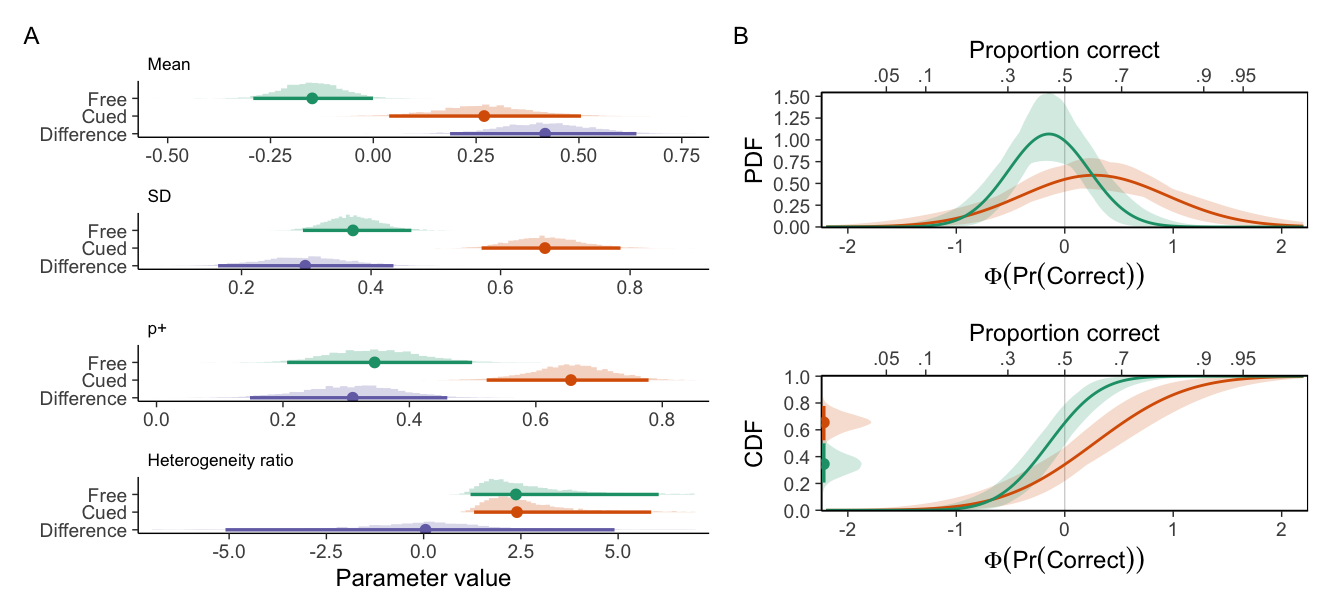 A
Mean
Free
Cued
Difference
-0.50 -0.25 0.00 0.25 0.50 0.75
SD
Free
Cued
Difference
0.2 0.4 0.6 0.8
p+
Free
Cued
Difference
0.0 0.2 0.4 0.6 0.8
Heterogeneity ratio
Free
Cued
Difference
-5.0 -2.5 0.0 2.5 5.0
Parameter value
B
Proportion correct
.05 .1 .3 .5 .7 .9 .95
PDF
1.50
1.25
1.00
0.75
0.50
0.25
0.00
-2 -1 0 1 2
Φ(Pr(Correct))
Proportion correct
.05 .1 .3 .5 .7 .9 .95
CDF
1.0
0.8
0.6
0.4
0.2
0.0
-2 -1 0 1 2
Φ(Pr(Correct))